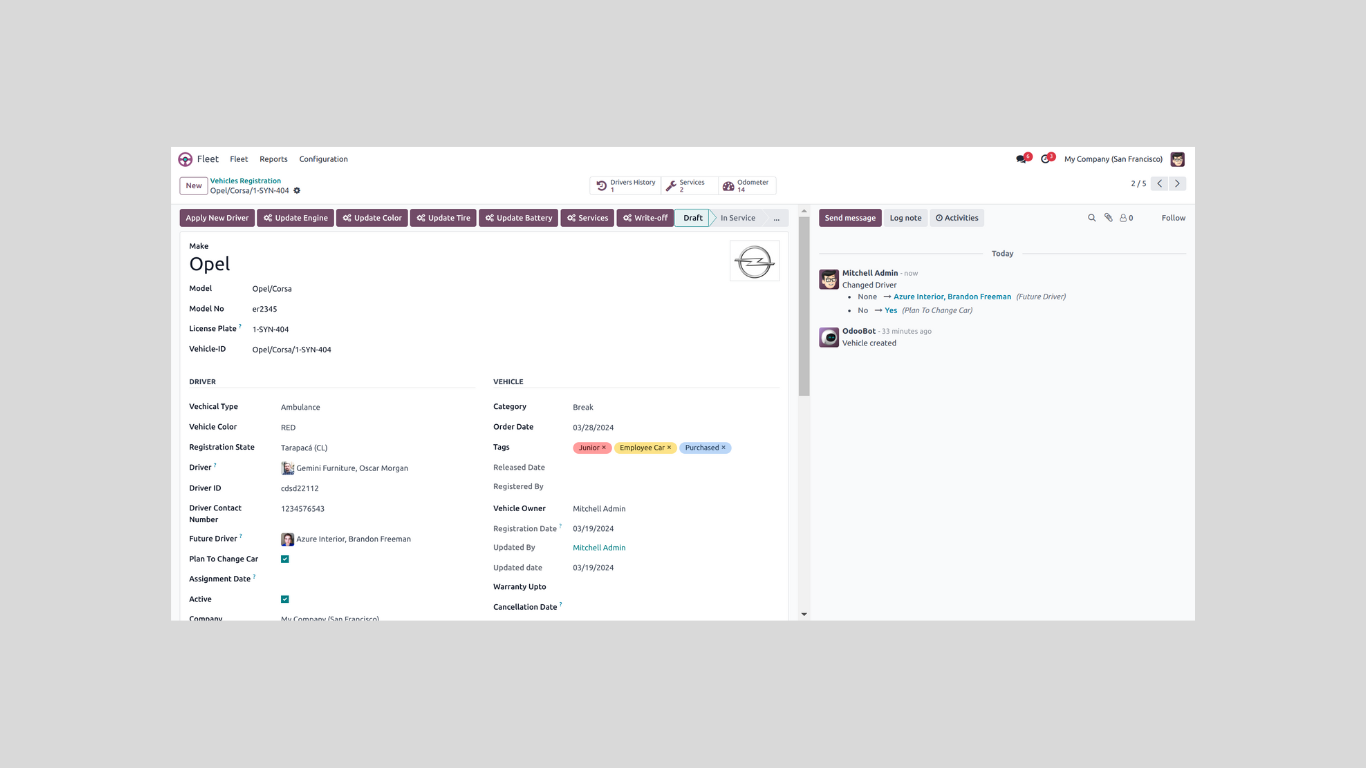 Fleet Fleet Reports Configuration
6 2 My Company (San Francisco)
New Vehicles Registration
Opel/Corsa/1-SYN-404
Drivers History
1
Services
2
Odometer
14
2 / 5
Apply New Driver Update Engine Update Color Update Tire Update Battery Services Write-off Draft In Service ...
Make
Opel
Model Opel/Corsa
Model No er2345
License Plate ? 1-SYN-404
Vehicle-ID Opel/Corsa/1-SYN-404
DRIVER
Vechical Type Ambulance
Vehicle Color RED
Registration State Tarapacá (CL)
Driver ? Gemini Furniture, Oscar Morgan
Driver ID cdsd22112
Driver Contact
Number
1234576543
Future Driver ? Azure Interior, Brandon Freeman
Plan To Change Car
Assignment Date ?
Active
Company My Company (San Francisco)
VEHICLE
Category Break
Order Date 03/28/2024
Tags Junior × Employee Car × Purchased ×
Released Date
Registered By
Vehicle Owner Mitchell Admin
Registration Date ? 03/19/2024
Updated By Mitchell Admin
Updated date 03/19/2024
Warranty Upto
Cancellation Date ?
Send message Log note Activities 0 Follow
Today
Mitchell Admin - now
Changed Driver
• None → Azure Interior, Brandon Freeman (Future Driver)
• No → Yes (Plan To Change Car)
OdooBot - 33 minutes ago
Vehicle created